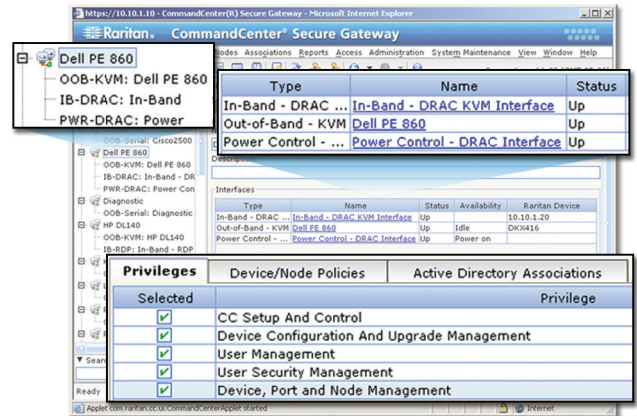 https://10.10.1.10 - CommandCenter(R) Secure Gateway - Microsoft Internet Explorer
Raritan. CommandCenter® Secure Gateway
Nodes Associations Reports Access Administration System Maintenance View Window Help
Dell PE 860
OOB-KVM: Dell PE 860
IB-DRAC: In-Band
PWR-DRAC: Power
Type Name Status
In-Band - DRAC ... In-Band - DRAC KVM Interface Up
Out-of-Band - KVM Dell PE 860 Up
Power Control - ... Power Control - DRAC Interface Up
OOB-Serial: Cisco2500
Dell PE 860
OOB-KVM: Dell PE 860
IB-DRAC: In-Band - DR
PWR-DRAC: Power Con
Diagnostic
OOB-Serial: Diagnostic
HP DL140
OOB-KVM: HP DL140
IB-RDP: In-Band - RDP
Interfaces
Type Name Status Availability Raritan Device
In-Band - DRAC ... In-Band - DRAC KVM Interface Up 10.10.1.20
Out-of-Band - KVM Dell PE 860 Up Idle DKX416
Power Control - ... Power Control - DRAC Interface Up Power on
Privileges Device/Node Policies Active Directory Associations
Selected Privilege
CC Setup And Control
Device Configuration And Upgrade Management
User Management
User Security Management
Device, Port and Node Management
Ready
Applet com.raritan.cc.ui.CommandCenterApplet started Internet